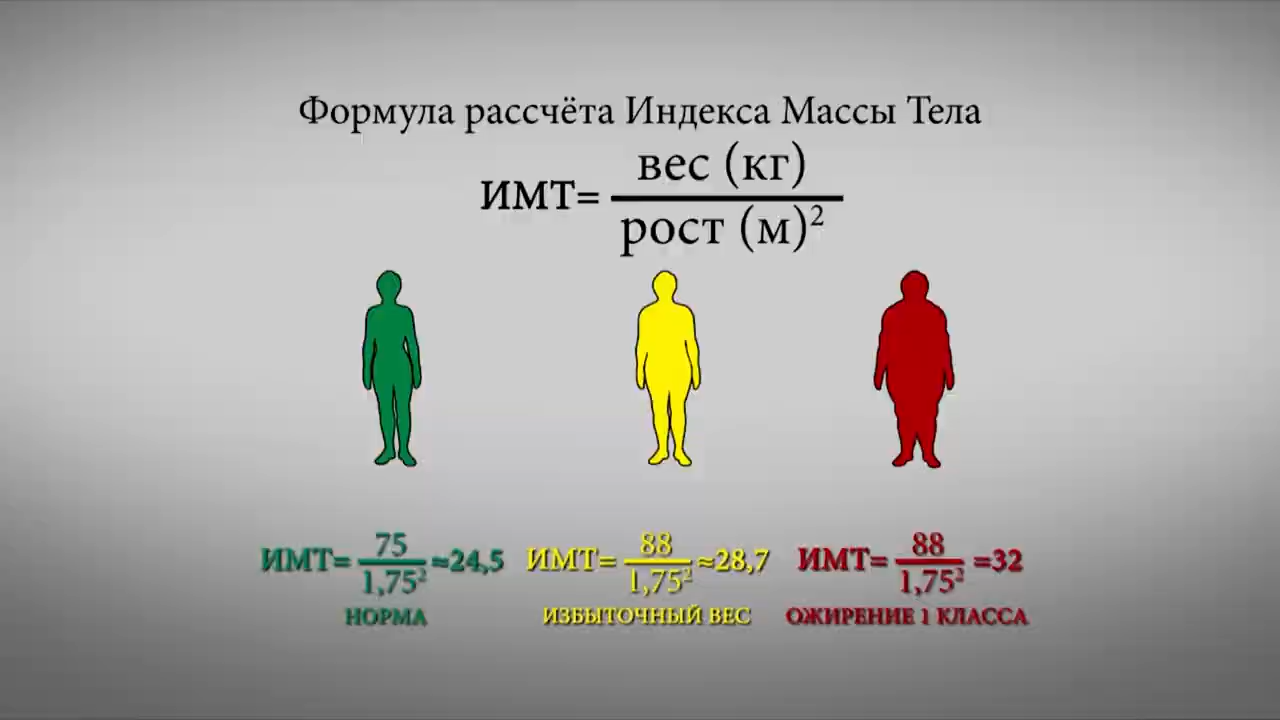 Формула рассчёта Индекса Массы Тела
ИМТ= вес (кг) / рост (м)²
ИМТ= 75 / 1,75² ≈24,5
НОРМА
ИМТ= 88 / 1,75² ≈28,7
ИЗБЫТОЧНЫЙ ВЕС
ИМТ= 88 / 1,75² =32
ОЖИРЕНИЕ 1 КЛАССА